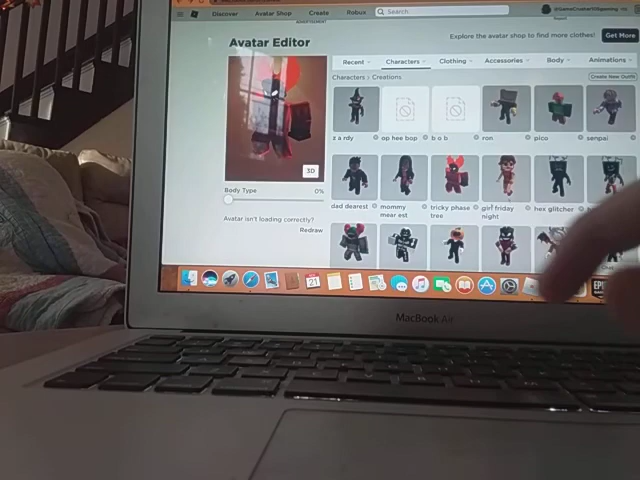 Discover Avatar Shop Create Robux Search
ADVERTISEMENT
Avatar Editor
Explore the avatar shop to find more clothes! Get More
Recent Characters Clothing Accessories Body Animations
Characters > Creations Create New Outfit
3D
Body Type 0%
Avatar isn't loading correctly?
Redraw
z a rdy op hee bop b o b ron pico senpai
dad dearest mommy mear est tricky phase tree girl friday night hex glitcher
21
MacBook Air